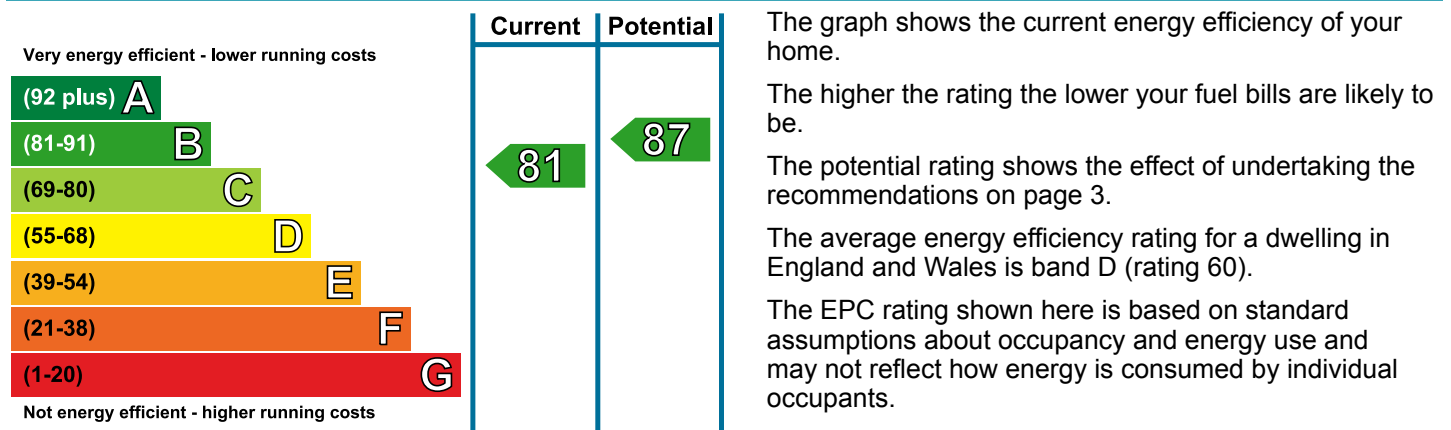 Current Potential
Very energy efficient - lower running costs
(92 plus) A
(81-91) B
(69-80) C
(55-68) D
(39-54) E
(21-38) F
(1-20) G
Not energy efficient - higher running costs
81
87
The graph shows the current energy efficiency of your
home.
The higher the rating the lower your fuel bills are likely to
be.
The potential rating shows the effect of undertaking the
recommendations on page 3.
The average energy efficiency rating for a dwelling in
England and Wales is band D (rating 60).
The EPC rating shown here is based on standard
assumptions about occupancy and energy use and
may not reflect how energy is consumed by individual
occupants.